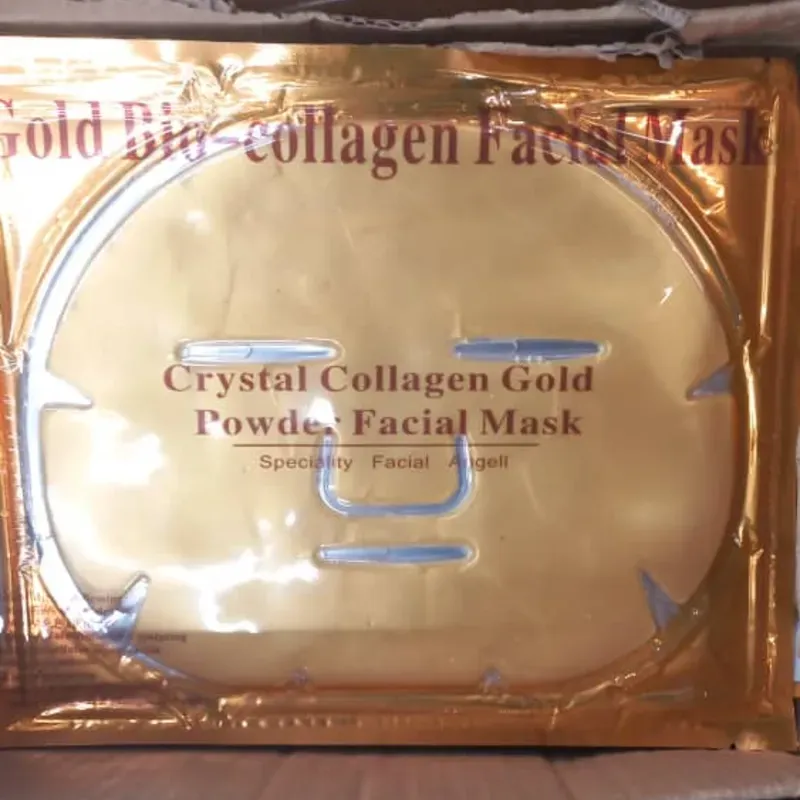 Gold Bio-collagen Facial Mask
Crystal Collagen Gold
Powder Facial Mask
Speciality Facial Angell